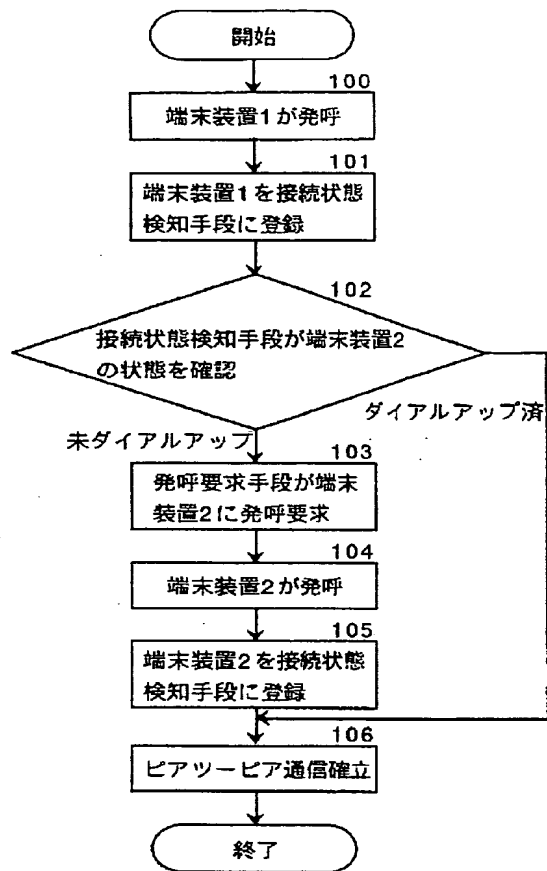 開始
100
端末装置1が発呼
101
端末装置1を接続状態
検知手段に登録
102
接続状態検知手段が端末装置2
の状態を確認
ダイアルアップ済
未ダイアルアップ
103
発呼要求手段が端末
装置2に発呼要求
104
端末装置2が発呼
105
端末装置2を接続状態
検知手段に登録
106
ピアツーピア通信確立
終了